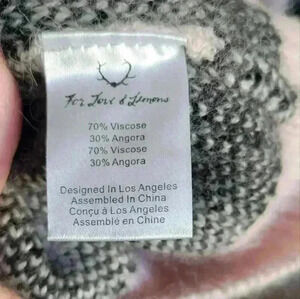 For Love & Lemons
70% Viscose
30% Angora
70% Viscose
30% Angora
Designed In Los Angeles
Assembled In China
Conçu à Los Angeles
Assemblé en Chine